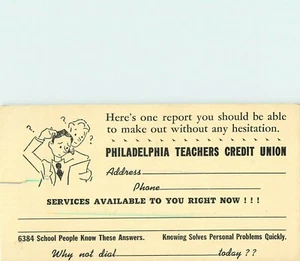 ? ? ?
Here's one report you should be able
to make out without any hesitation.
PHILADELPHIA TEACHERS CREDIT UNION
Address
Phone
SERVICES AVAILABLE TO YOU RIGHT NOW ! ! !
6384 School People Know These Answers. Knowing Solves Personal Problems Quickly.
Why not dial today ? ?